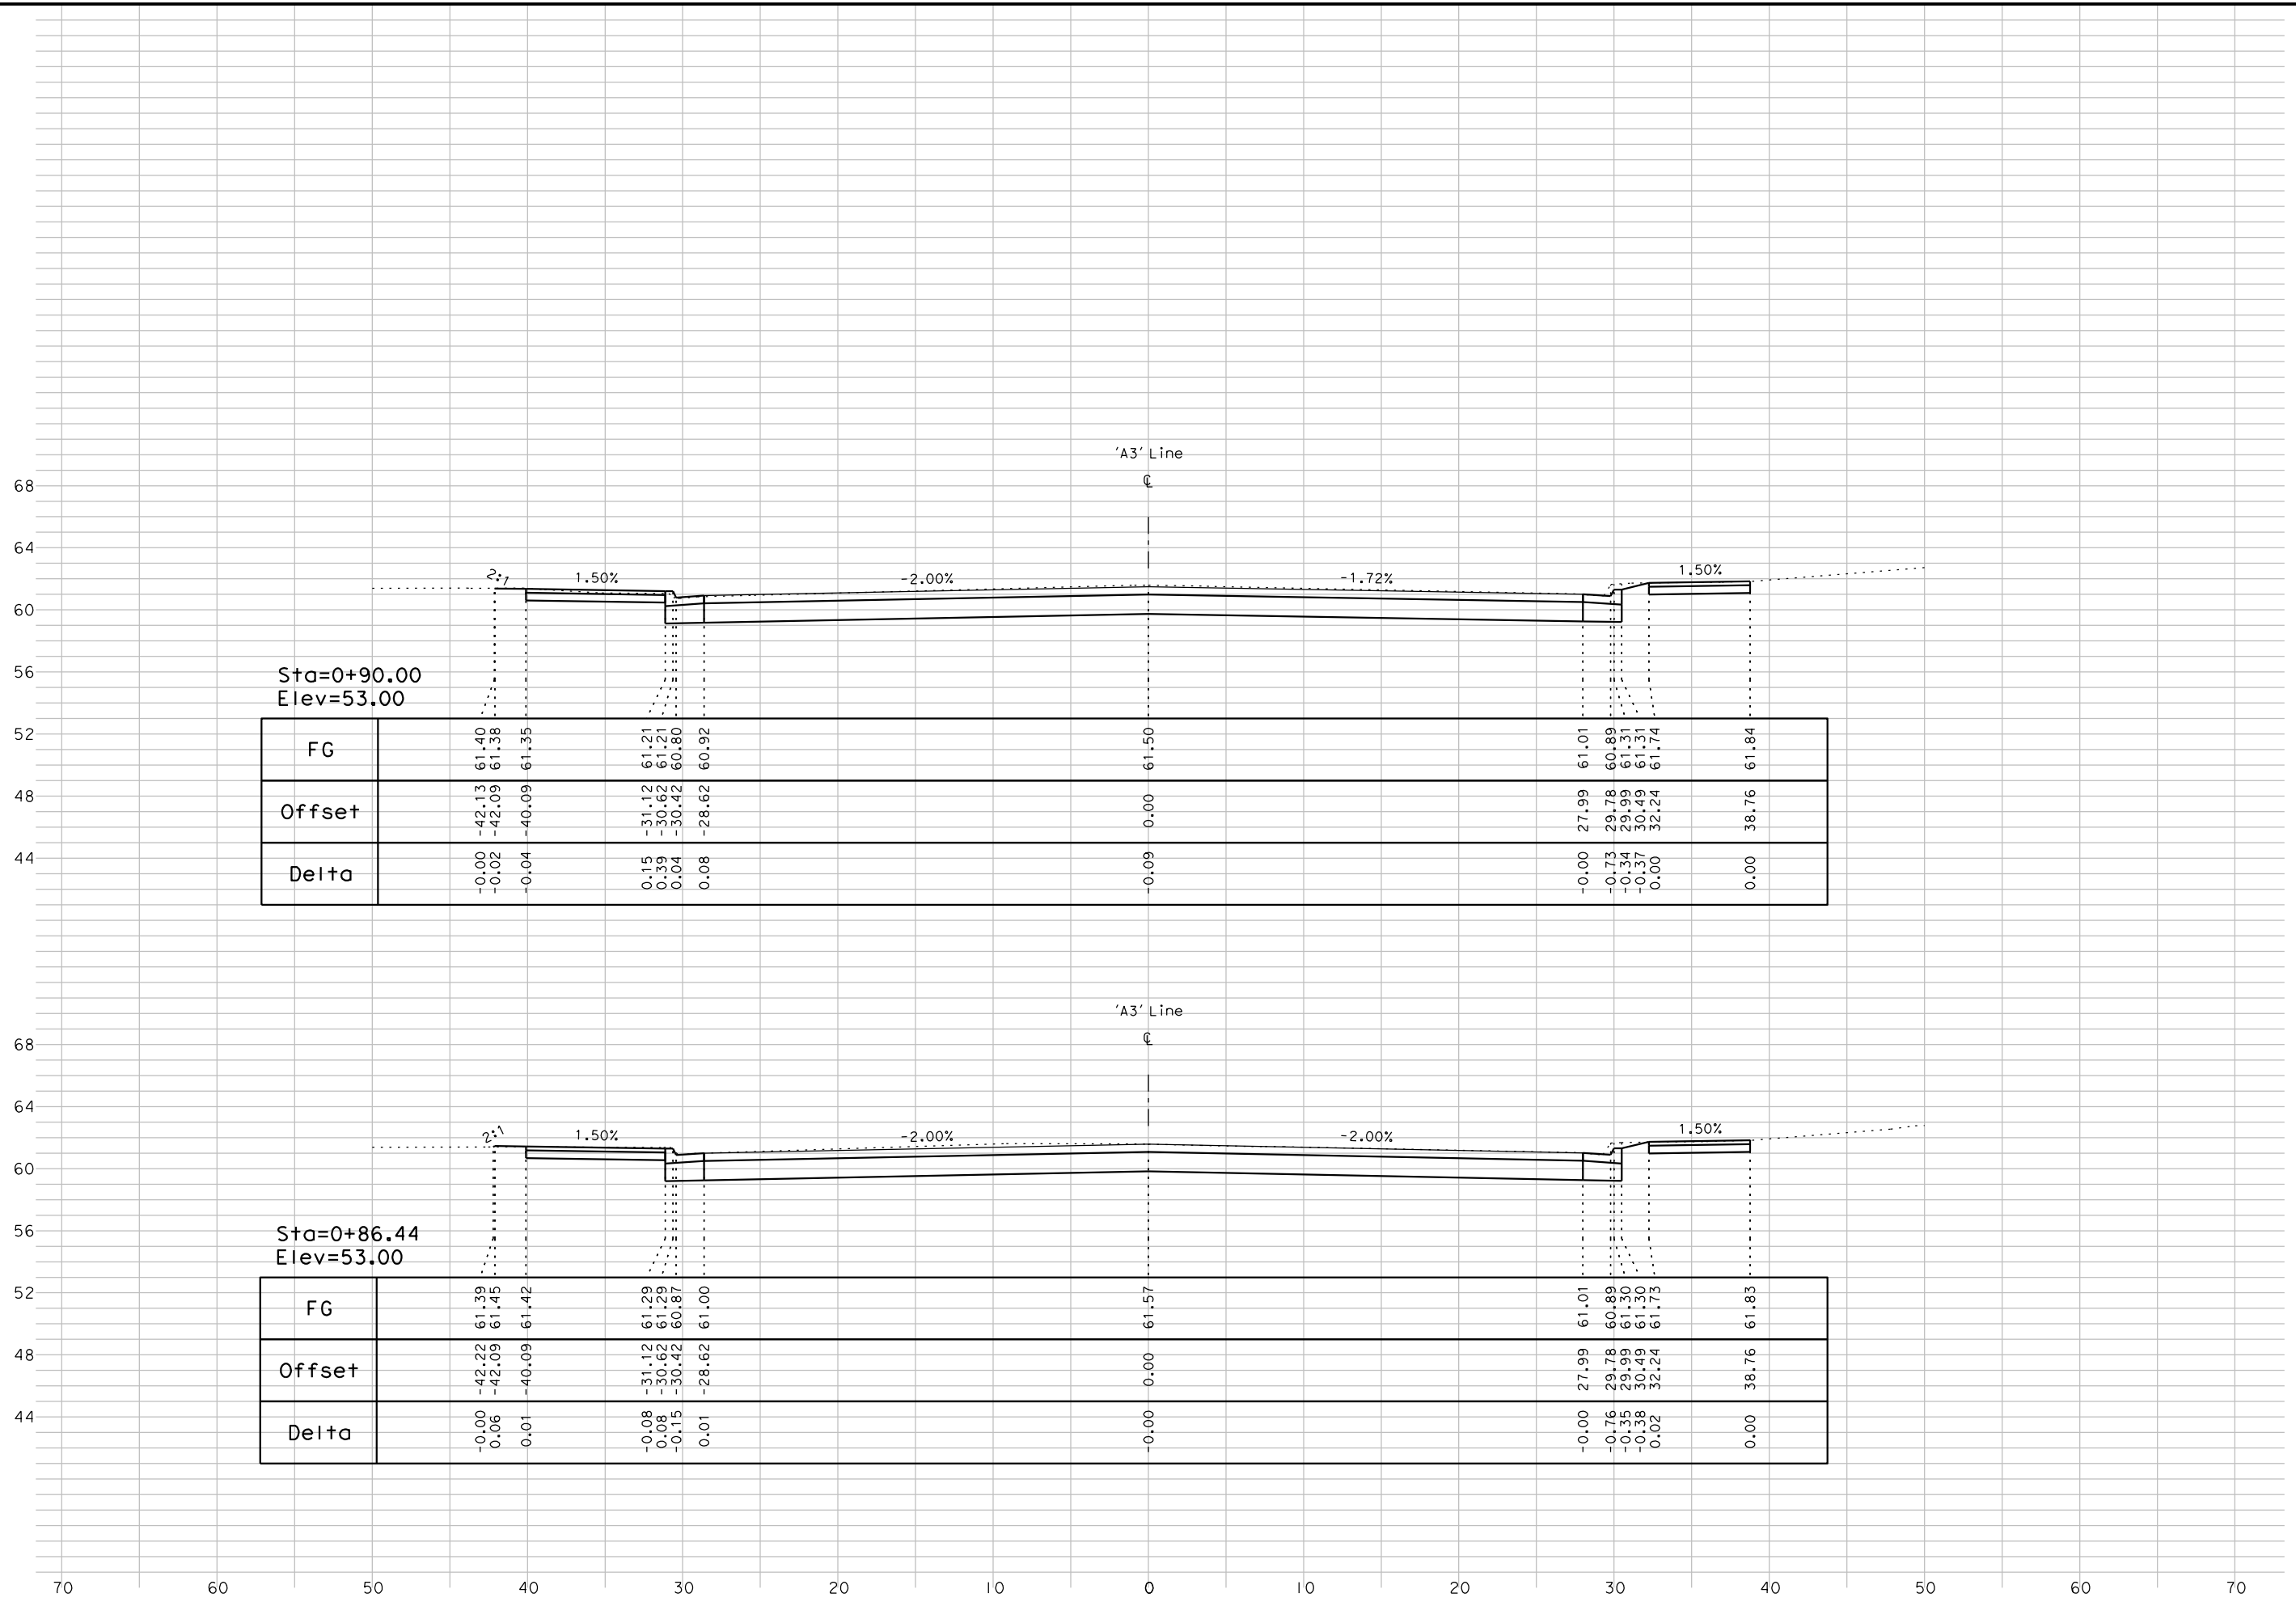 'A3' Line
℄
68
64
2:1 1.50% -2.00% -1.72% 1.50%
60
56
Sta=0+90.00
Elev=53.00
52
FG 61.40 61.38 61.35 61.21 61.21 60.80 60.92 61.50 61.01 60.89 61.31 61.31 61.74 61.84
48
Offset -42.13 -42.09 -40.09 -31.12 -30.62 -30.42 -28.62 0.00 27.99 29.78 29.99 30.49 32.24 38.76
44
Delta -0.00 -0.02 -0.04 0.15 0.39 0.04 0.08 -0.09 -0.00 -0.73 -0.34 -0.37 0.00 0.00
'A3' Line
℄
68
64
2:1 1.50% -2.00% -2.00% 1.50%
60
56
Sta=0+86.44
Elev=53.00
52
FG 61.39 61.45 61.42 61.29 61.29 60.87 61.00 61.57 61.01 60.89 61.30 61.30 61.73 61.83
48
Offset -42.22 -42.09 -40.09 -31.12 -30.62 -30.42 -28.62 0.00 27.99 29.78 29.99 30.49 32.24 38.76
44
Delta -0.00 0.06 0.01 -0.08 0.08 -0.15 0.01 -0.00 -0.00 -0.76 -0.35 -0.38 0.02 0.00
70 60 50 40 30 20 10 0 10 20 30 40 50 60 70